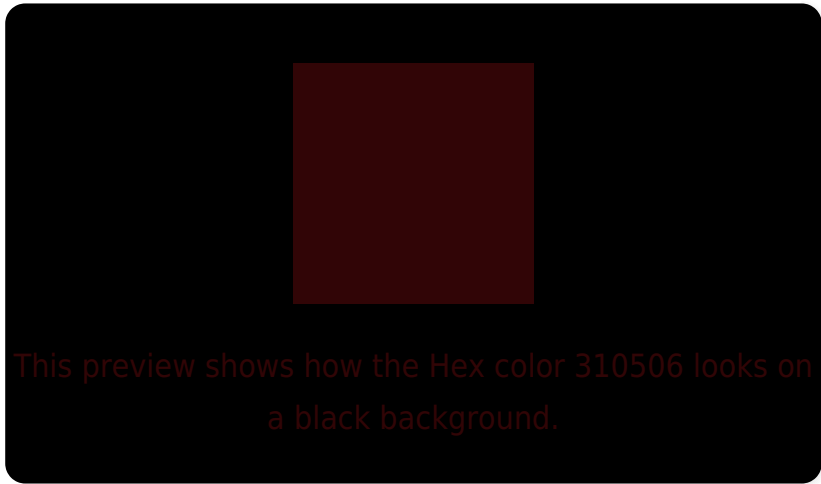 This preview shows how the Hex color 310506 looks on
a black background.